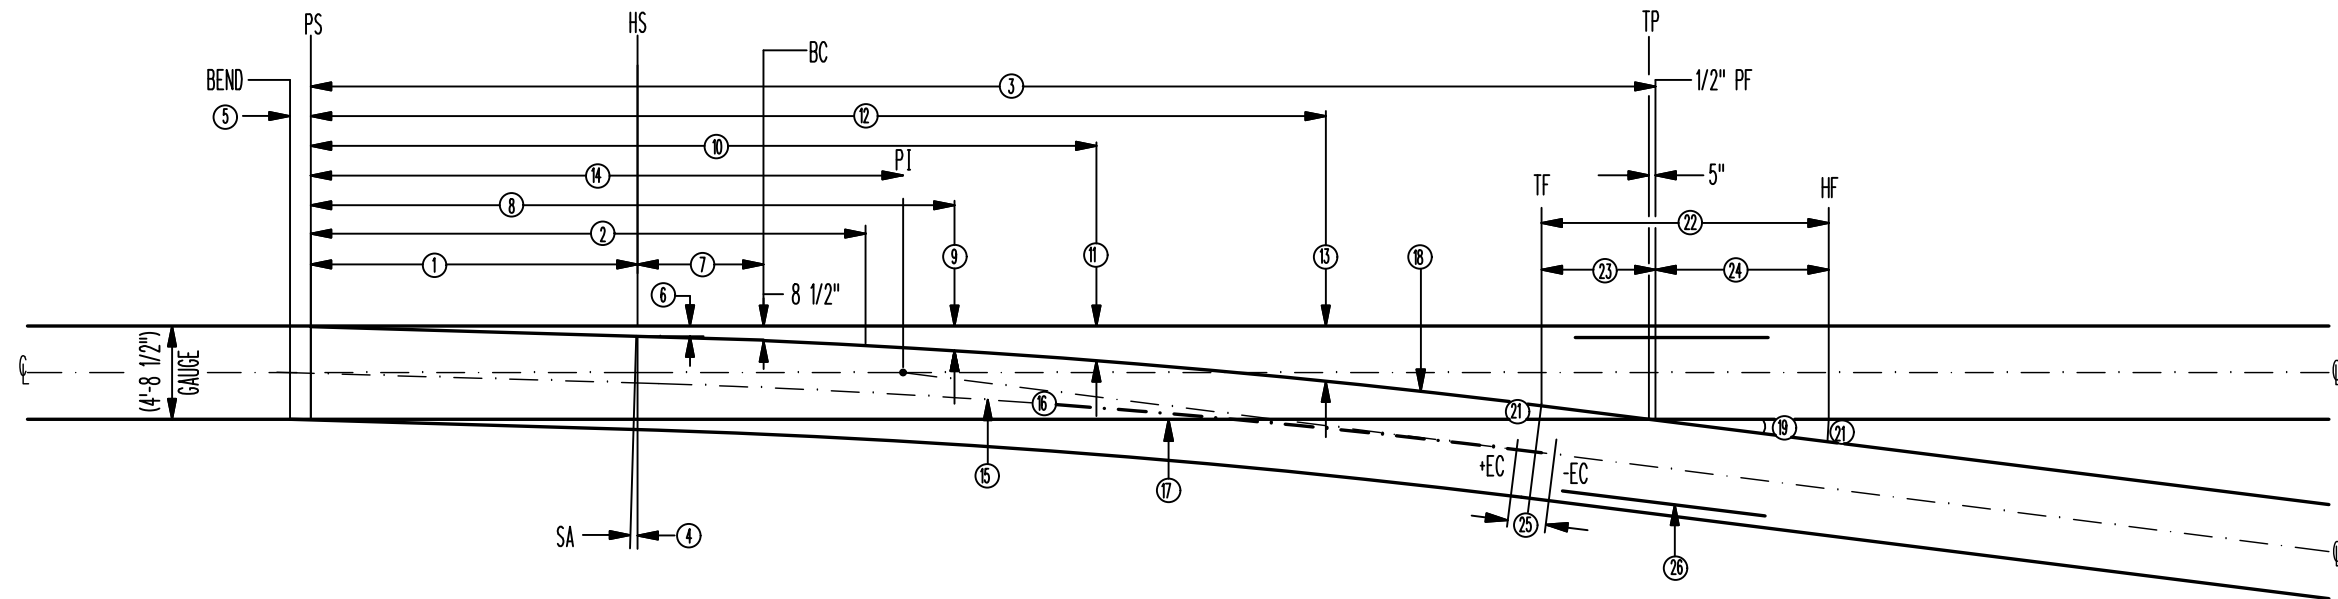 PS
HS
TP
BC
BEND
1/2" PF
3
5
12
10
PI
14
5"
TF
HF
8
2
22
1
7
9
11
13
18
23
24
6
8 1/2"
℄
(4'-8 1/2")
GAUGE
℄
16
21
19
21
15
17
+EC
-EC
25
SA
4
℄
26